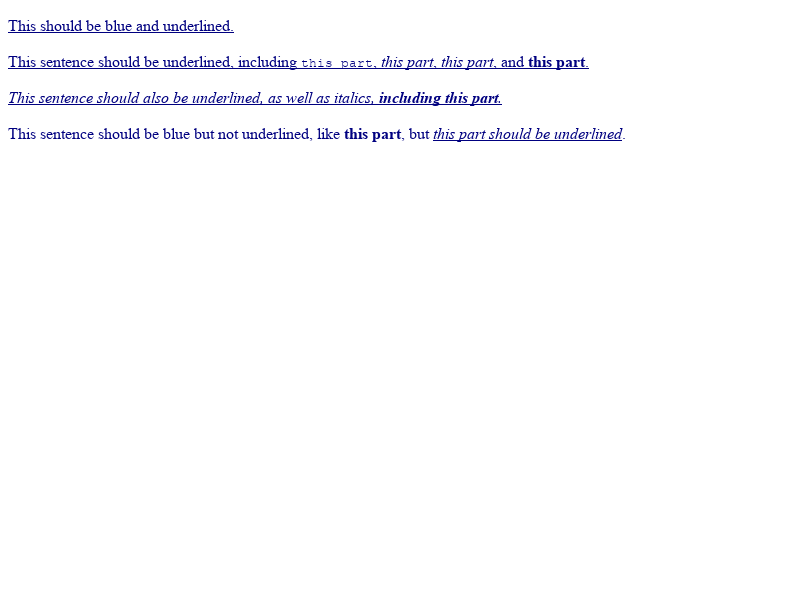 This should be blue and underlined.
This sentence should be underlined, including this part, this part, this part, and this part.
This sentence should also be underlined, as well as italics, including this part.
This sentence should be blue but not underlined, like this part, but this part should be underlined.